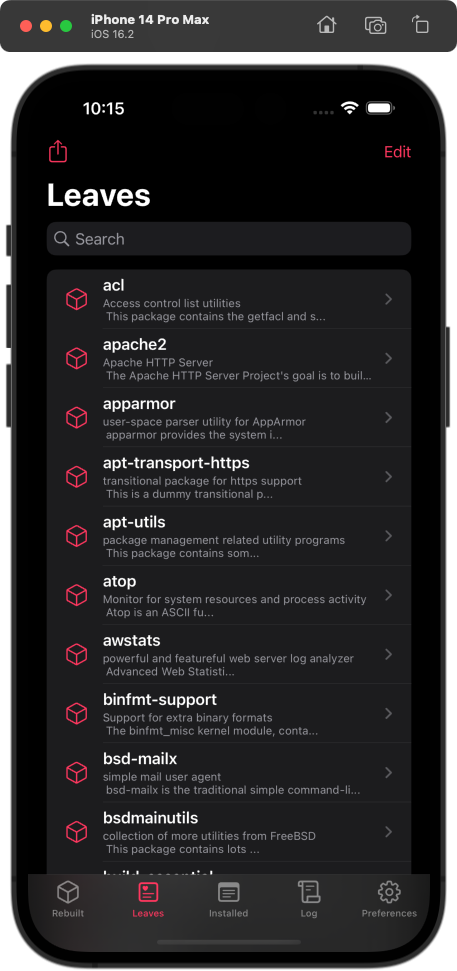 iPhone 14 Pro Max
iOS 16.2
10:15
Edit
Leaves
Search
acl
Access control list utilities
This package contains the getfacl and s...
apache2
Apache HTTP Server
The Apache HTTP Server Project's goal is to buil...
apparmor
user-space parser utility for AppArmor
apparmor provides the system i...
apt-transport-https
transitional package for https support
This is a dummy transitional p...
apt-utils
package management related utility programs
This package contains som...
atop
Monitor for system resources and process activity
Atop is an ASCII fu...
awstats
powerful and featureful web server log analyzer
Advanced Web Statisti...
binfmt-support
Support for extra binary formats
The binfmt_misc kernel module, conta...
bsd-mailx
simple mail user agent
bsd-mailx is the traditional simple command-li...
bsdmainutils
collection of more utilities from FreeBSD
This package contains lots ...
build-essential
Rebuilt
Leaves
Installed
Log
Preferences